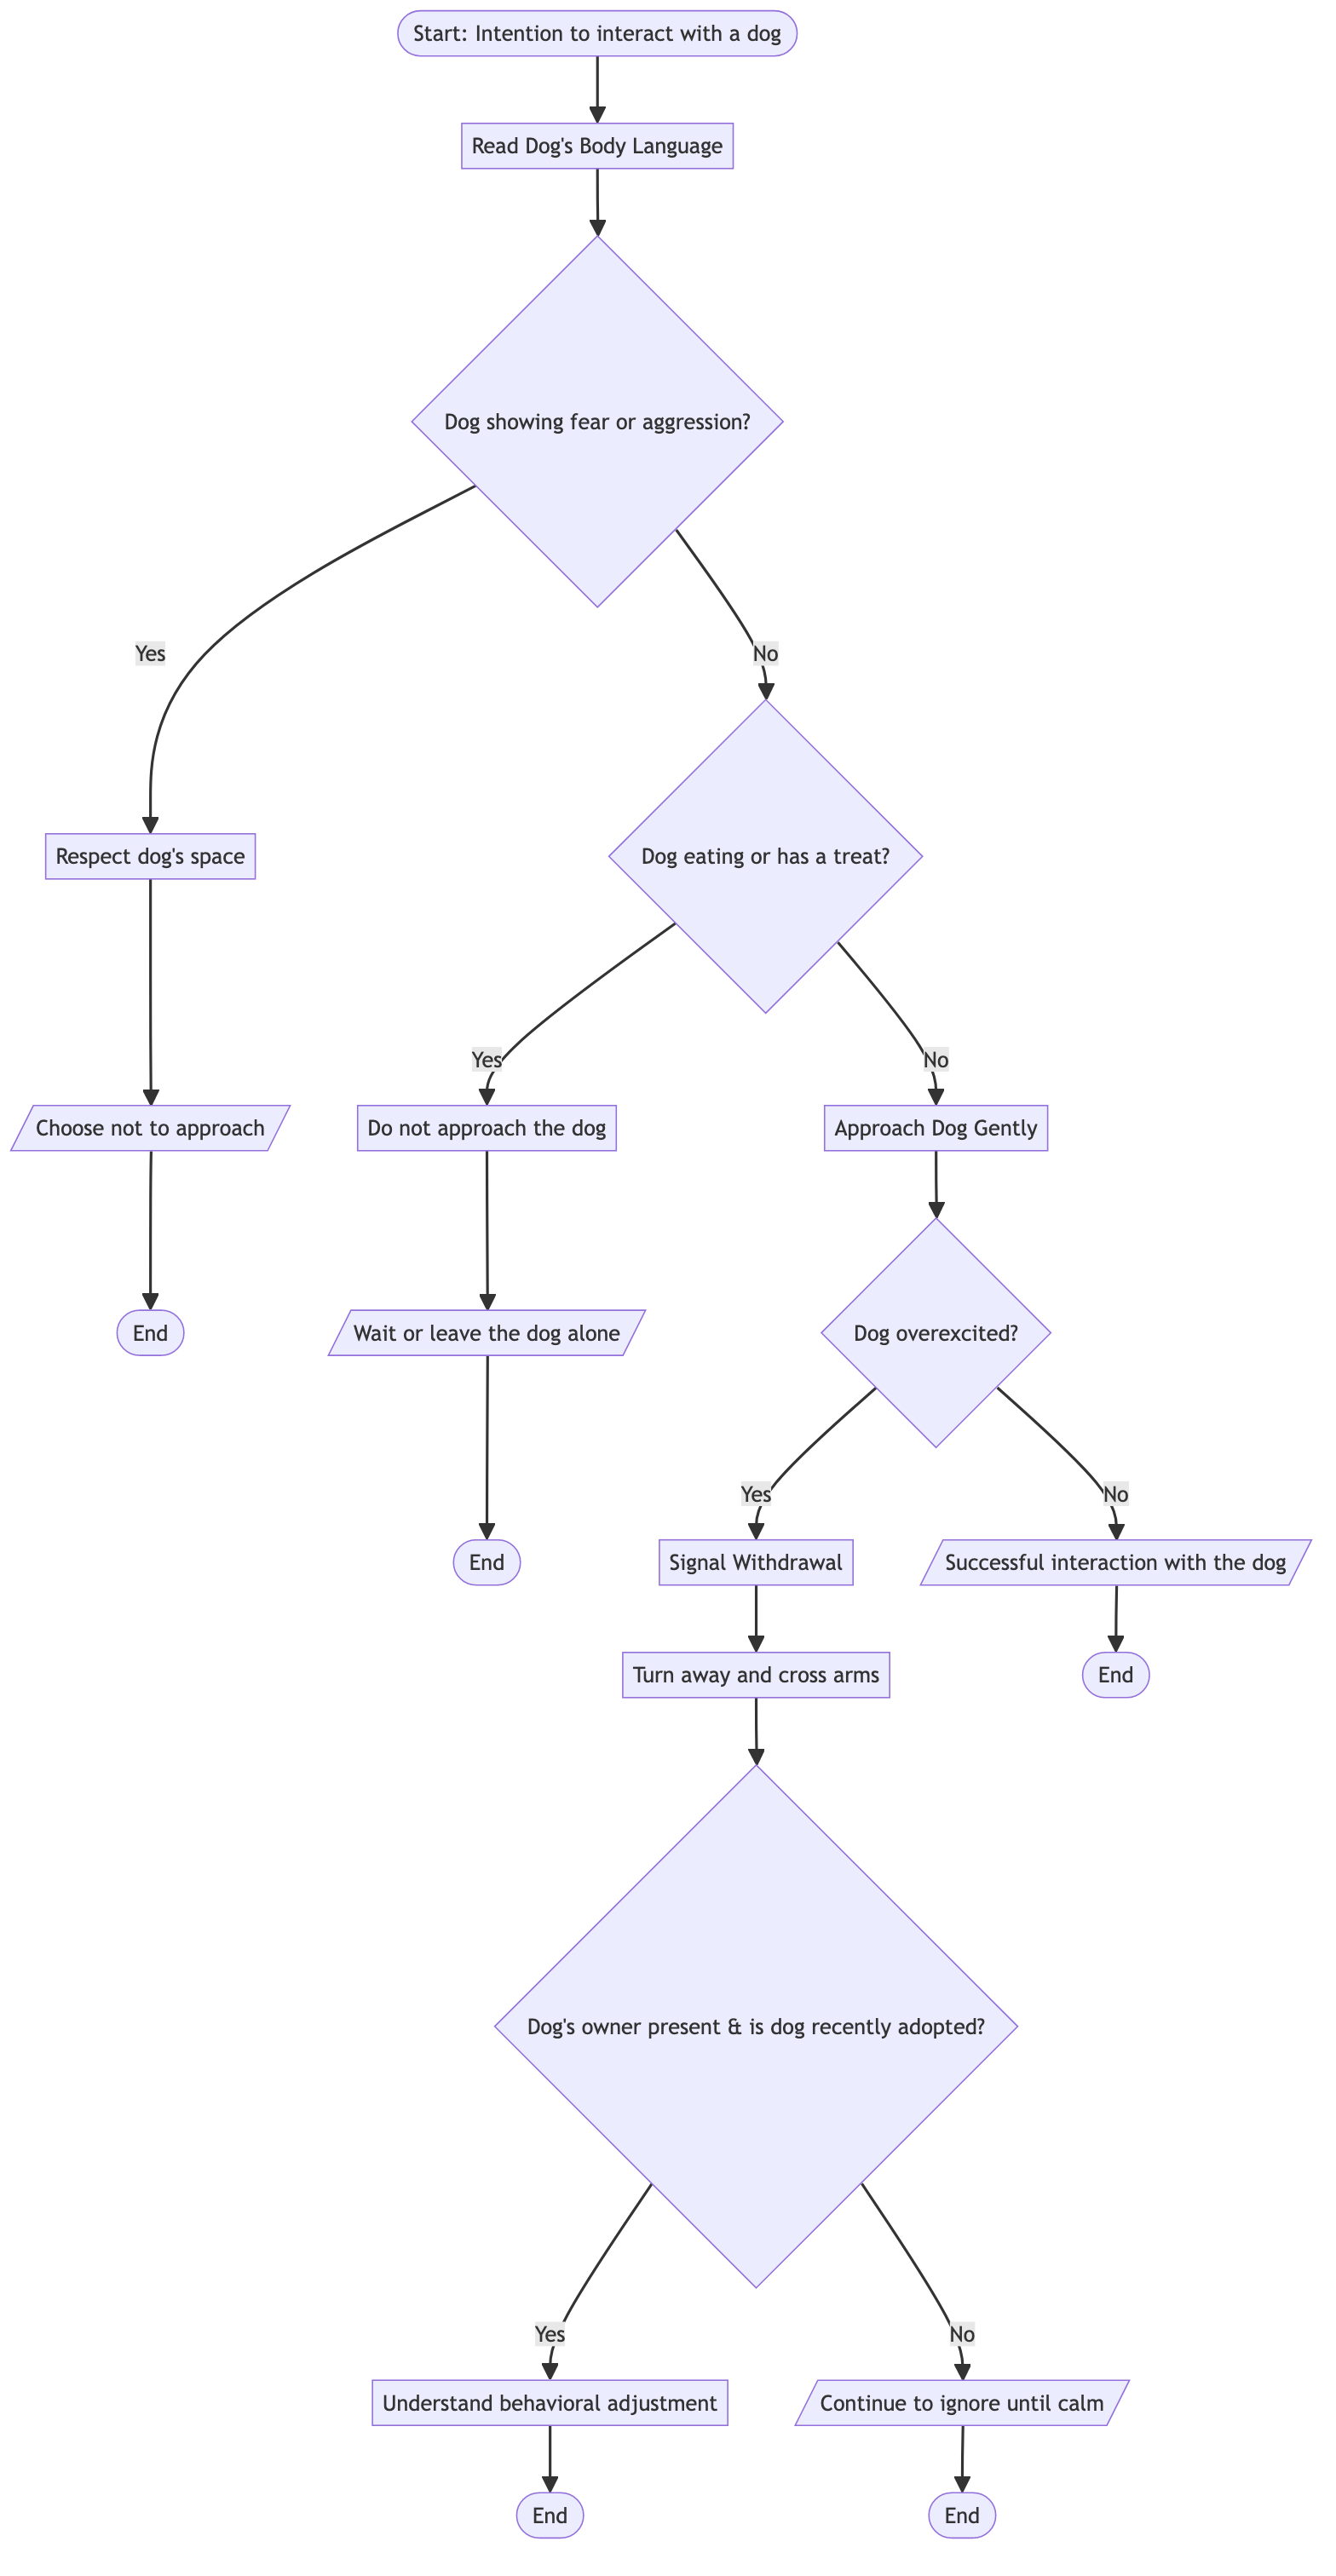 Start: Intention to interact with a dog
Read Dog's Body Language
Dog showing fear or aggression?
Yes
No
Respect dog's space
Dog eating or has a treat?
Yes
No
Choose not to approach
Do not approach the dog
Approach Dog Gently
End
Wait or leave the dog alone
Dog overexcited?
Yes
No
End
Signal Withdrawal
Successful interaction with the dog
Turn away and cross arms
End
Dog's owner present & is dog recently adopted?
Yes
No
Understand behavioral adjustment
Continue to ignore until calm
End
End